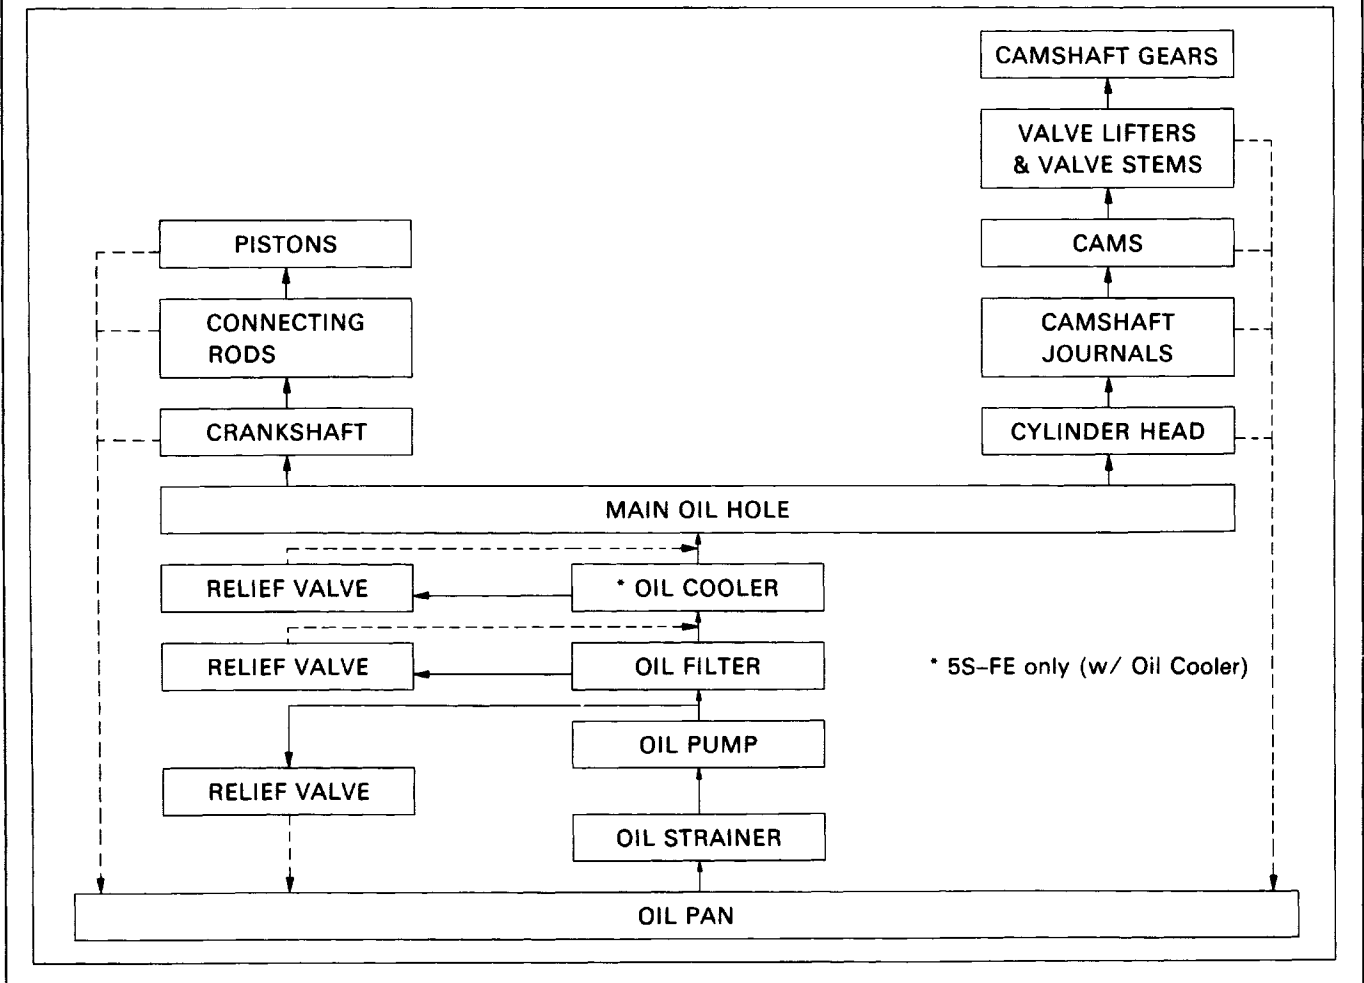 CAMSHAFT GEARS
VALVE LIFTERS
& VALVE STEMS
PISTONS
CAMS
CONNECTING
RODS
CAMSHAFT
JOURNALS
CRANKSHAFT
CYLINDER HEAD
MAIN OIL HOLE
RELIEF VALVE
* OIL COOLER
RELIEF VALVE
OIL FILTER
* 5S-FE only (w/ Oil Cooler)
OIL PUMP
RELIEF VALVE
OIL STRAINER
OIL PAN